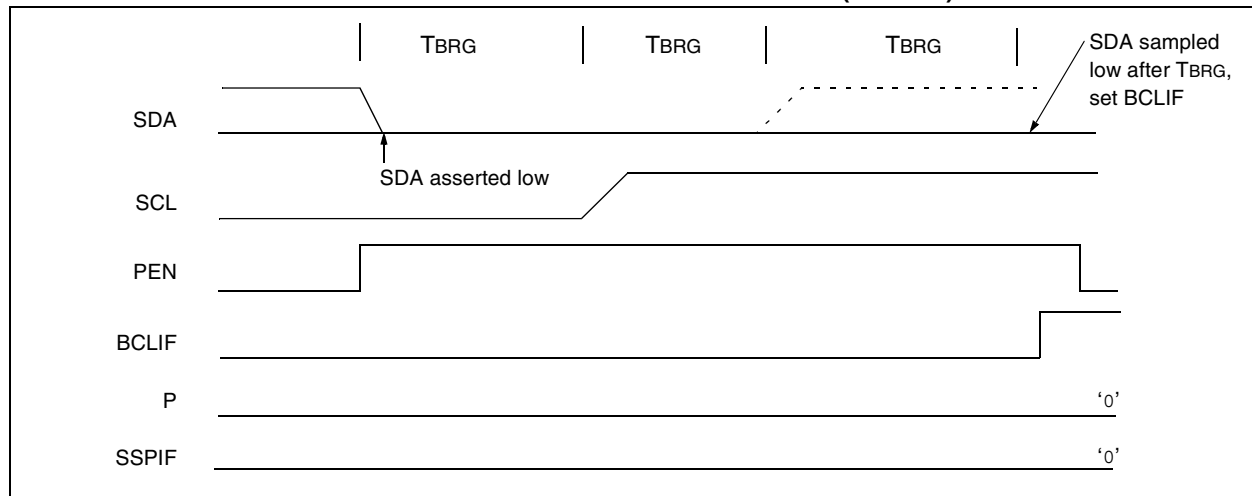 TBRG TBRG TBRG
SDA sampled
low after TBRG,
set BCLIF
SDA
SDA asserted low
SCL
PEN
BCLIF
P '0'
SSPIF '0'